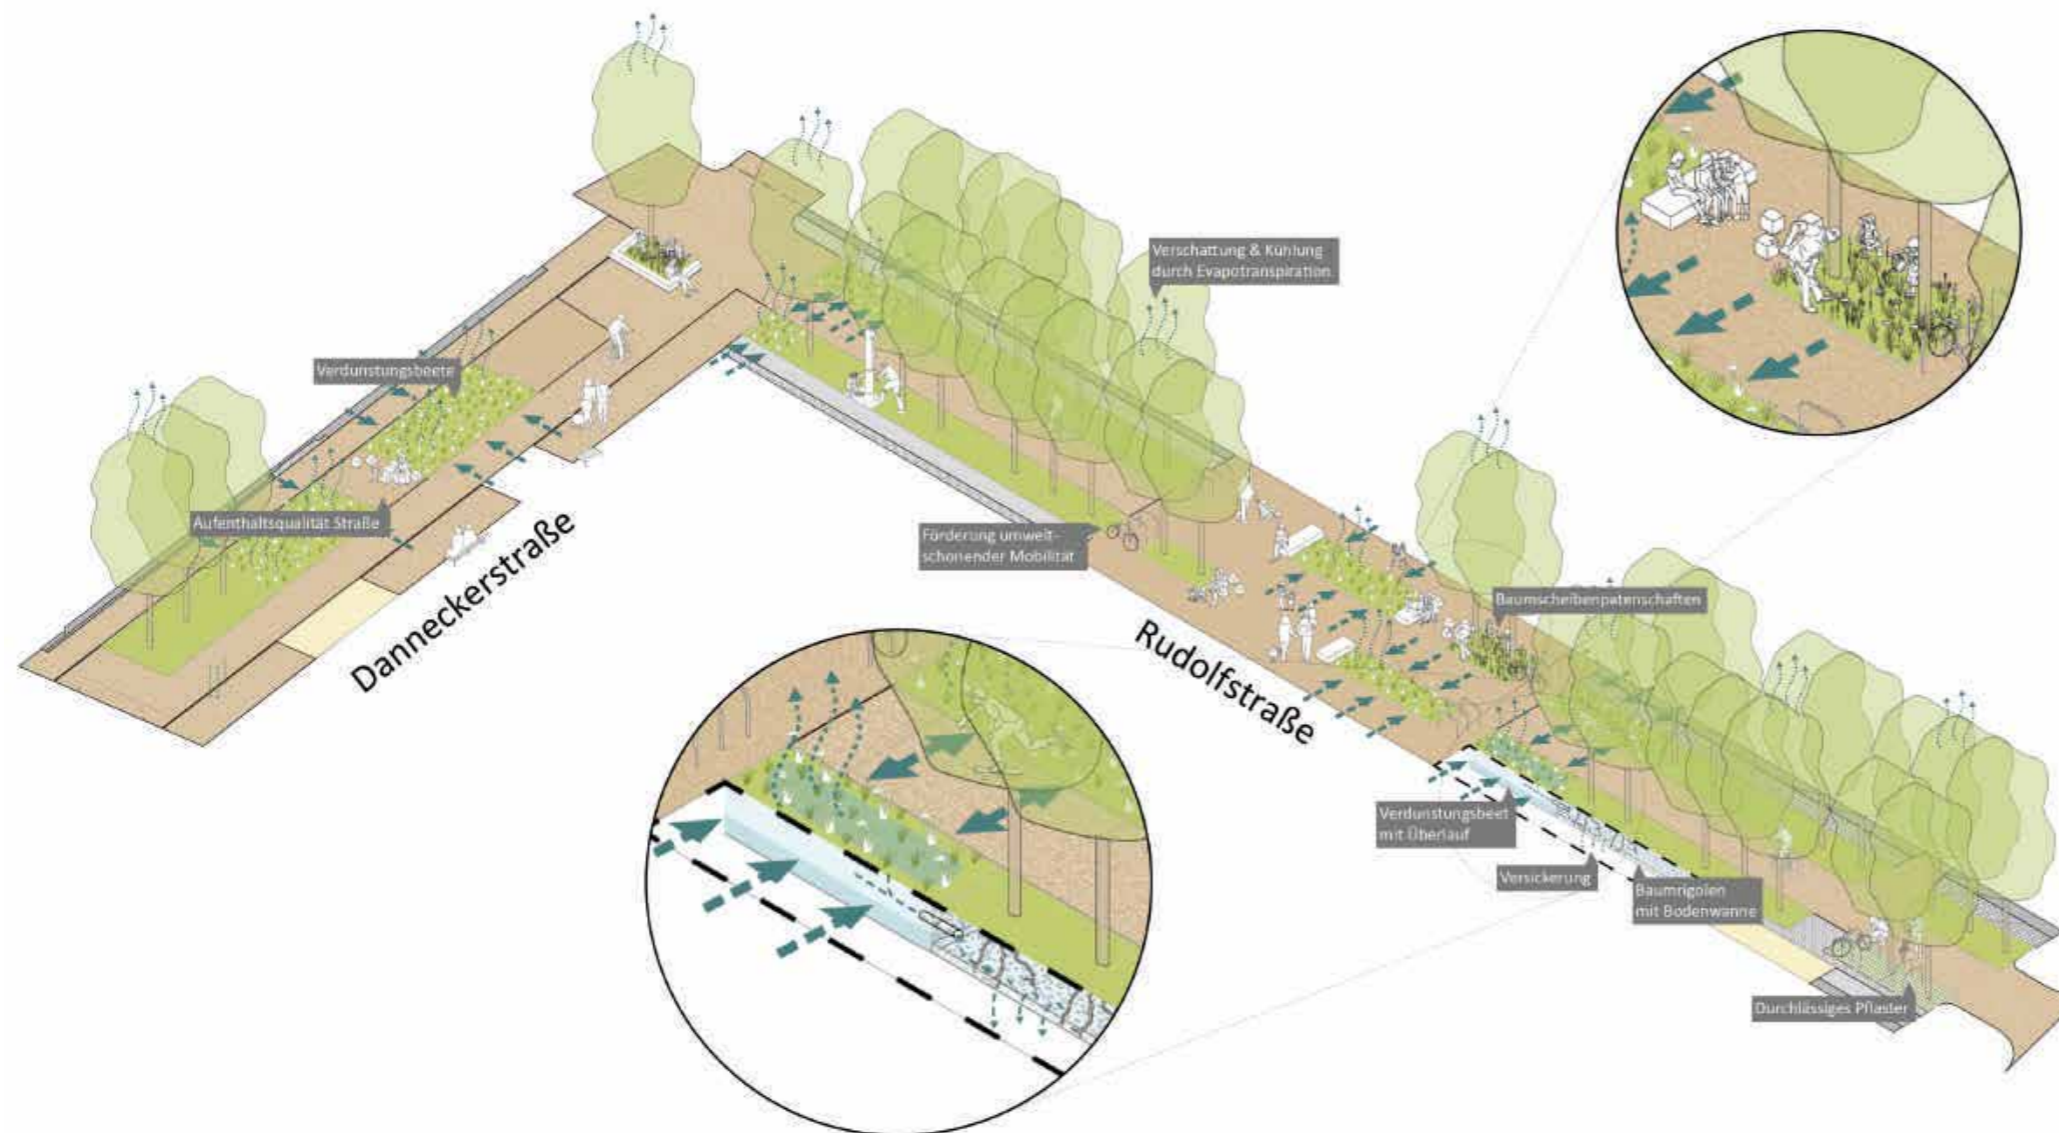 Verschattung & Kühlung
durch Evapotranspiration
Verdunstungsbeete
Aufenthaltsqualität Straße
Danneckerstraße
Förderung umwelt-
schonender Mobilität
Baumscheibenpatenschaften
Rudolfstraße
Verdunstungsbeet
mit Überlauf
Versickerung
Baumrigolen
mit Bodenwanne
Durchlässiges Pflaster